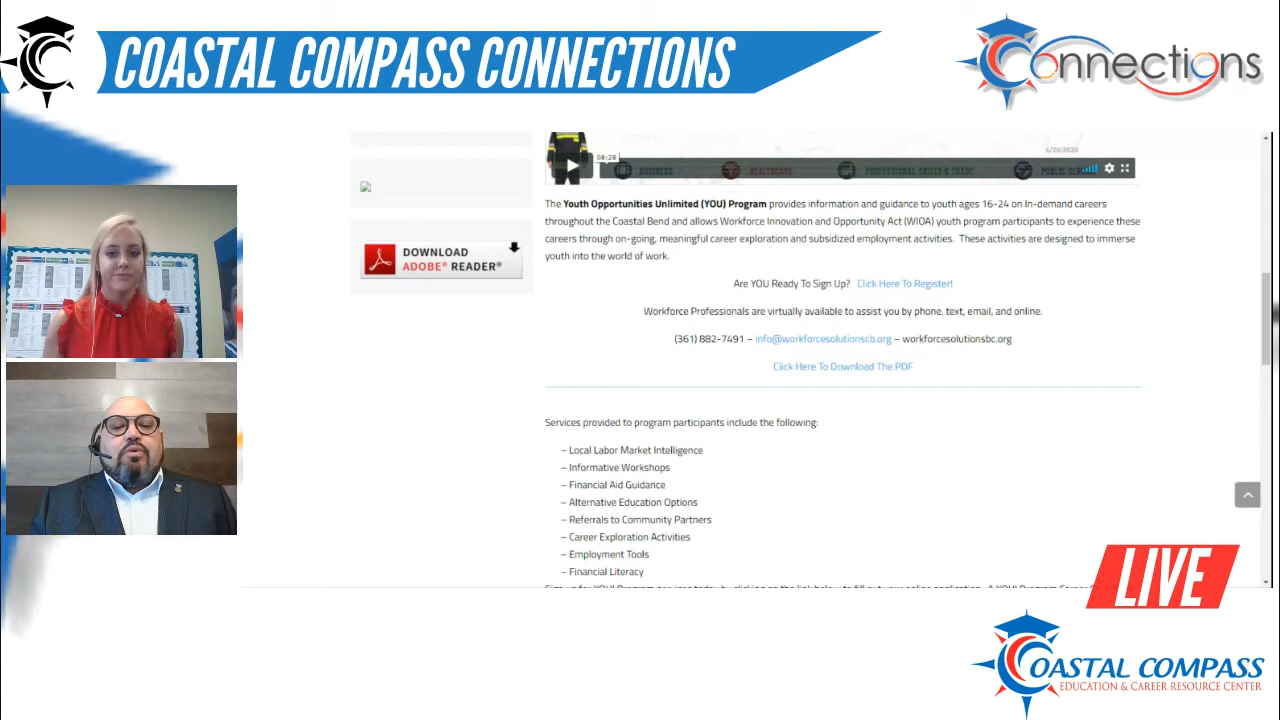 COASTAL COMPASS CONNECTIONS
Connections
6/29/2020
08:28
BUSINESS
HEALTHCARE
PROFESSIONAL SKILLS & TRADE
The Youth Opportunities Unlimited (YOU) Program provides information and guidance to youth ages 16-24 on In-demand careers
throughout the Coastal Bend and allows Workforce Innovation and Opportunity Act (WIOA) youth program participants to experience these
careers through on-going, meaningful career exploration and subsidized employment activities. These activities are designed to immerse
youth into the world of work.
DOWNLOAD
ADOBE® READER®
Are YOU Ready To Sign Up? Click Here To Register!
Workforce Professionals are virtually available to assist you by phone, text, email, and online.
(361) 882-7491 – info@workforcesolutionscb.org – workforcesolutionsbc.org
Click Here To Download The PDF
Services provided to program participants include the following:
– Local Labor Market Intelligence
– Informative Workshops
– Financial Aid Guidance
– Alternative Education Options
– Referrals to Community Partners
– Career Exploration Activities
– Employment Tools
– Financial Literacy
LIVE
COASTAL COMPASS
EDUCATION & CAREER RESOURCE CENTER